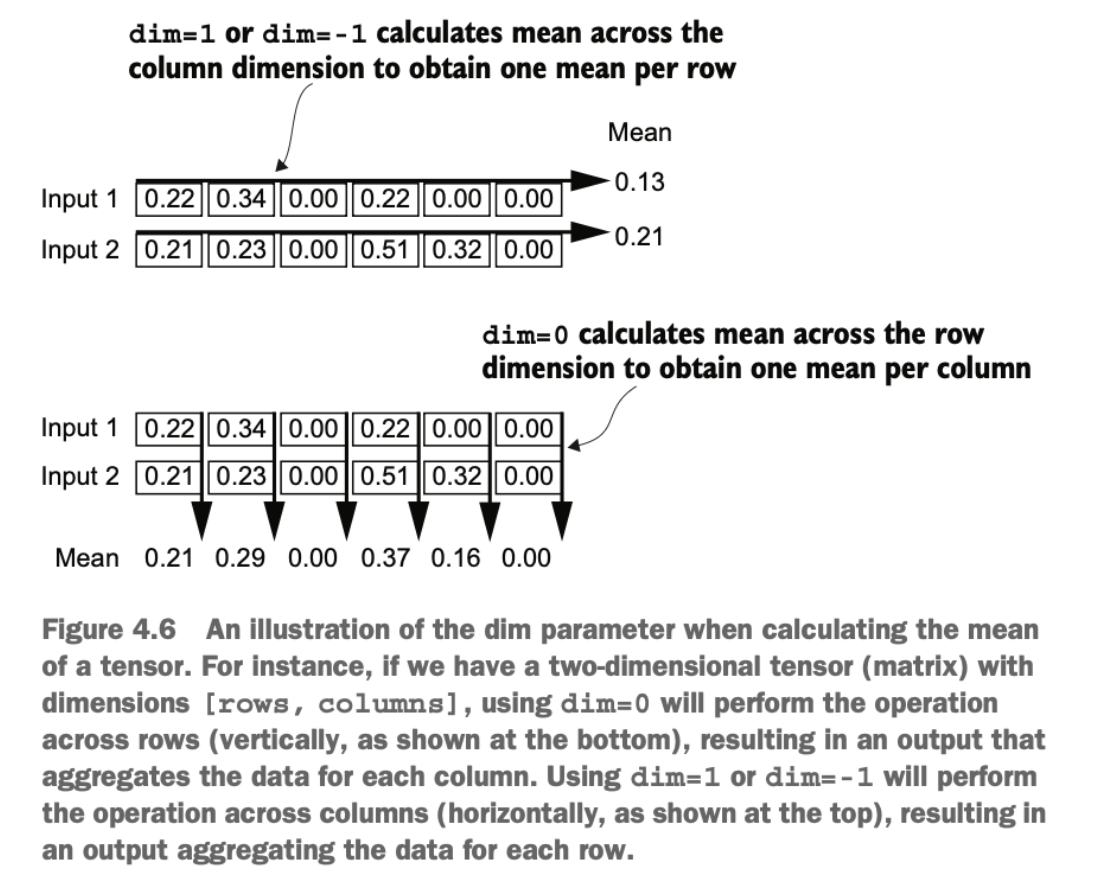 dim=1 or dim=-1 calculates mean across the
column dimension to obtain one mean per row
Mean
Input 1 0.22 0.34 0.00 0.22 0.00 0.00 0.13
Input 2 0.21 0.23 0.00 0.51 0.32 0.00 0.21
dim=0 calculates mean across the row
dimension to obtain one mean per column
Input 1 0.22 0.34 0.00 0.22 0.00 0.00
Input 2 0.21 0.23 0.00 0.51 0.32 0.00
Mean 0.21 0.29 0.00 0.37 0.16 0.00
Figure 4.6 An illustration of the dim parameter when calculating the mean
of a tensor. For instance, if we have a two-dimensional tensor (matrix) with
dimensions [rows, columns], using dim=0 will perform the operation
across rows (vertically, as shown at the bottom), resulting in an output that
aggregates the data for each column. Using dim=1 or dim=-1 will perform
the operation across columns (horizontally, as shown at the top), resulting in
an output aggregating the data for each row.